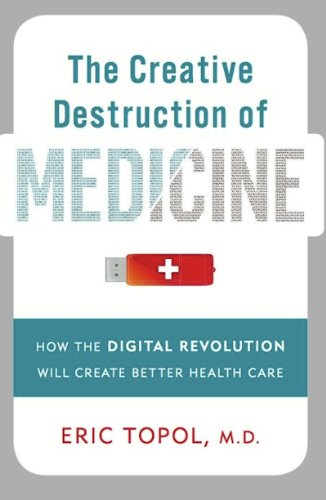 The Creative
Destruction of
MEDICINE
HOW THE DIGITAL REVOLUTION
WILL CREATE BETTER HEALTH CARE
ERIC TOPOL, M.D.